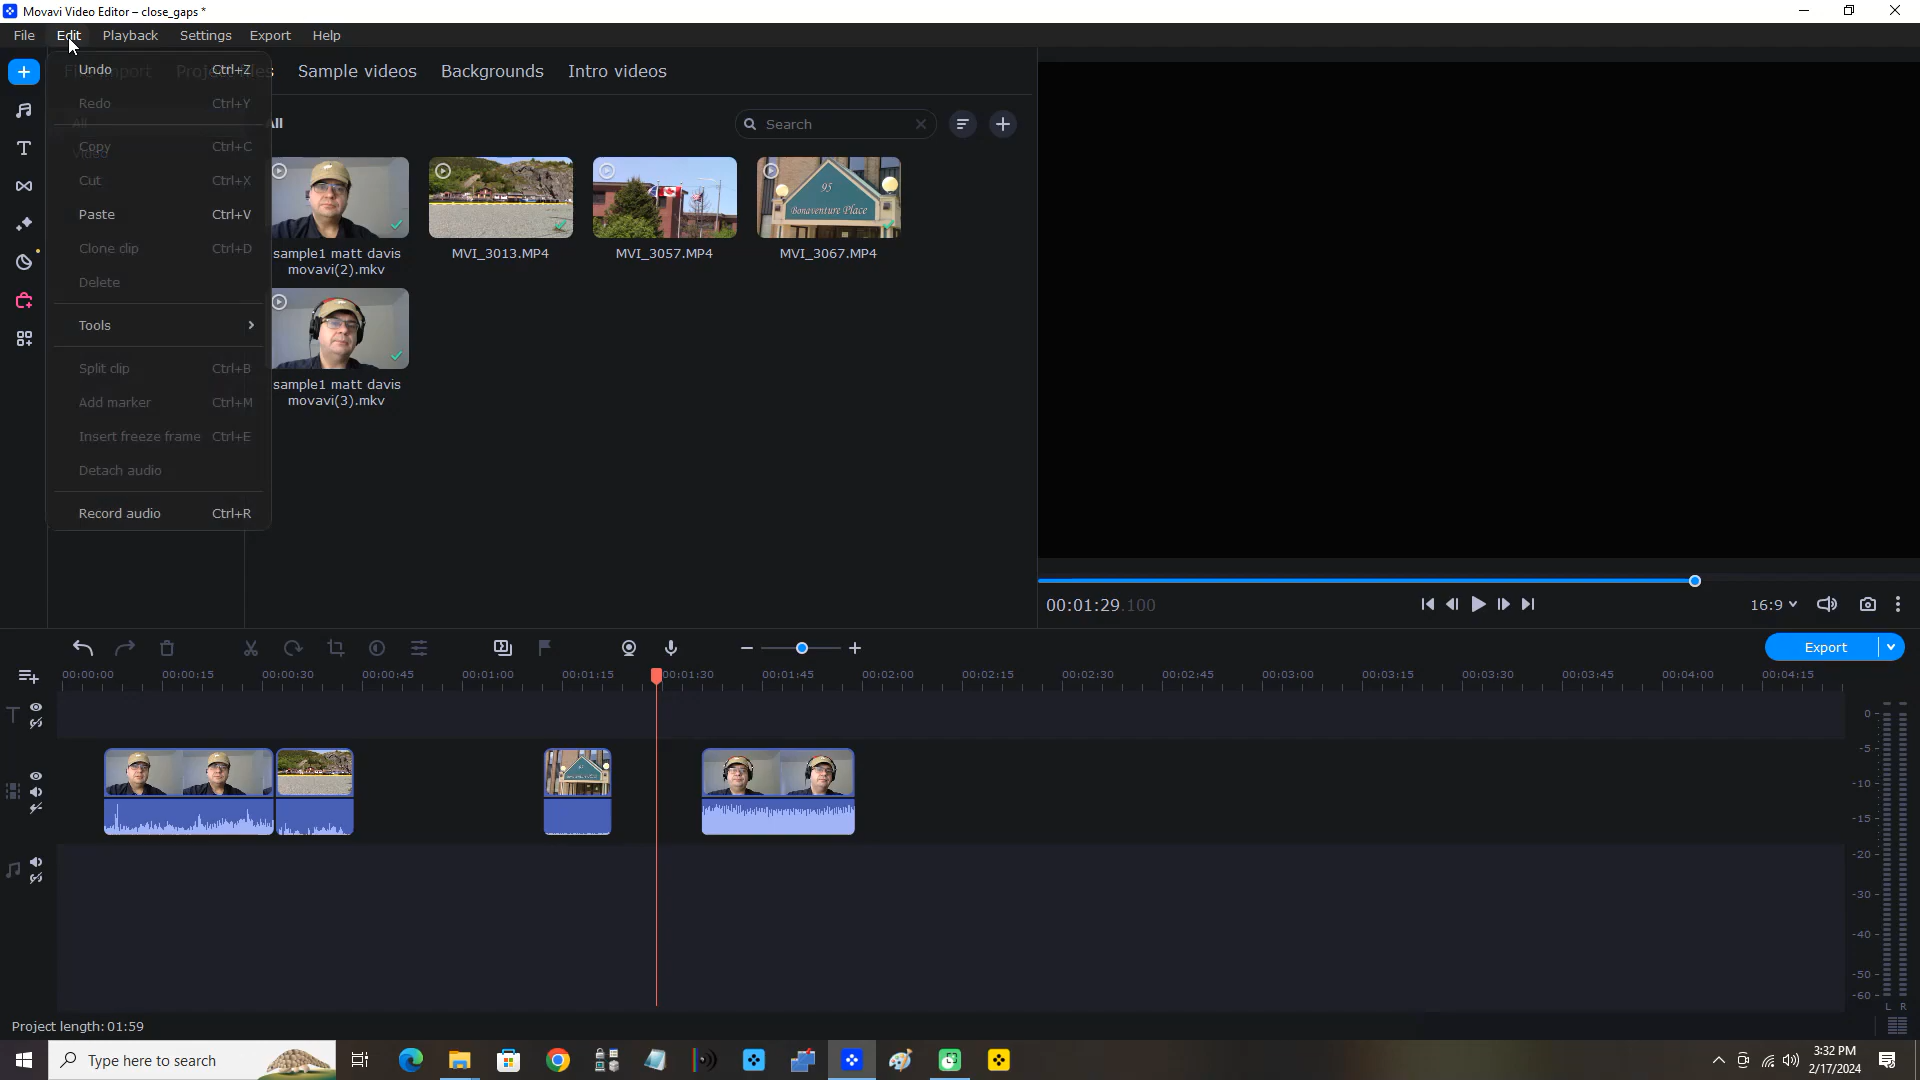 Movavi Video Editor – close_gaps *
File Edit Playback Settings Export Help
File import Project files Sample videos Backgrounds Intro videos
Undo Ctrl+Z
Redo Ctrl+Y
All
Copy Ctrl+C
Video
Cut Ctrl+X
Paste Ctrl+V
Clone clip Ctrl+D
Delete
Tools
Split clip Ctrl+B
Add marker Ctrl+M
Insert freeze frame Ctrl+E
Detach audio
Record audio Ctrl+R
All
Search
95
Bonaventure Place
sample1 matt davis
movavi(2).mkv
MVI_3013.MP4
MVI_3057.MP4
MVI_3067.MP4
sample1 matt davis
movavi(3).mkv
00:01:29.100
16:9
Export
00:00:00 00:00:15 00:00:30 00:00:45 00:01:00 00:01:15 00:01:30 00:01:45 00:02:00 00:02:15 00:02:30 00:02:45 00:03:00 00:03:15 00:03:30 00:03:45 00:04:00 00:04:15
0
-5
-10
-15
-20
-30
-40
-50
-60
L R
Project length: 01:59
Type here to search
3:32 PM
2/17/2024